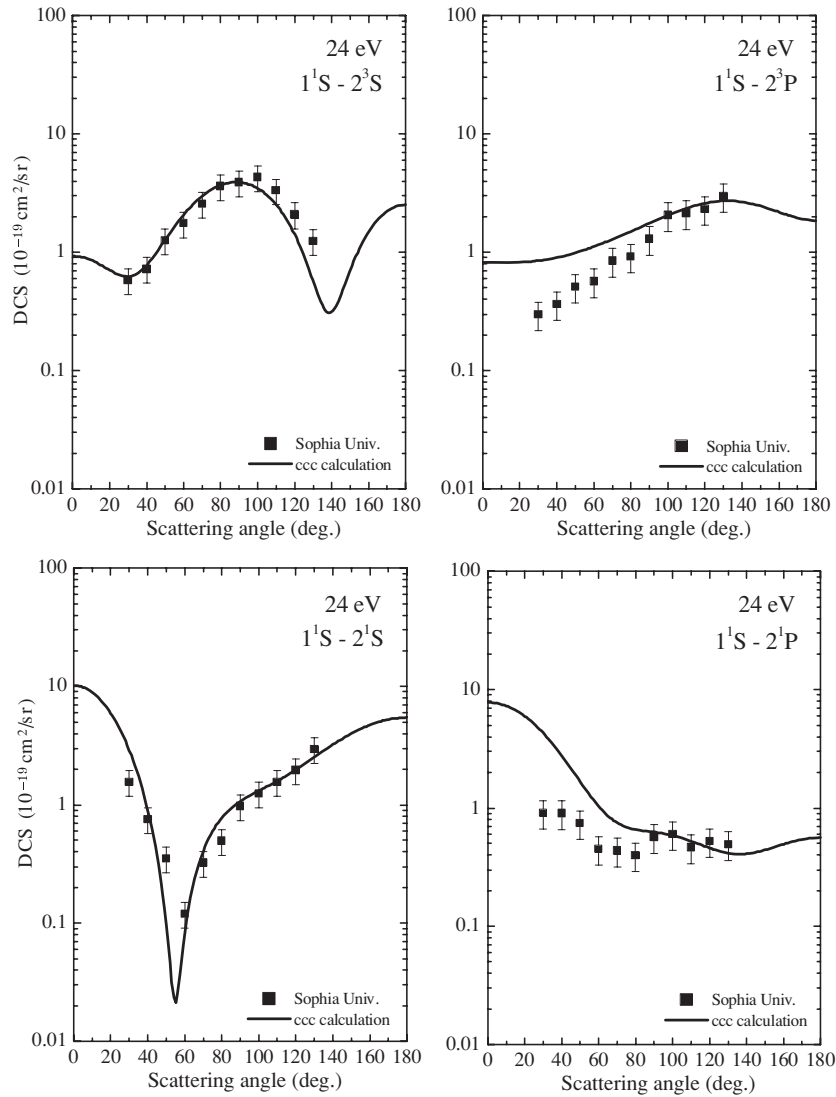 100
10
1
0.1
0.01
DCS (10⁻¹⁹ cm²/sr)
24 eV
1¹S - 2³S
Sophia Univ.
ccc calculation
0 20 40 60 80 100 120 140 160 180
Scattering angle (deg.)
100
10
1
0.1
0.01
24 eV
1¹S - 2³P
Sophia Univ.
ccc calculation
0 20 40 60 80 100 120 140 160 180
Scattering angle (deg.)
100
10
1
0.1
0.01
DCS (10⁻¹⁹ cm²/sr)
24 eV
1¹S - 2¹S
Sophia Univ.
ccc calculation
0 20 40 60 80 100 120 140 160 180
Scattering angle (deg.)
100
10
1
0.1
0.01
24 eV
1¹S - 2¹P
Sophia Univ.
ccc calculation
0 20 40 60 80 100 120 140 160 180
Scattering angle (deg.)